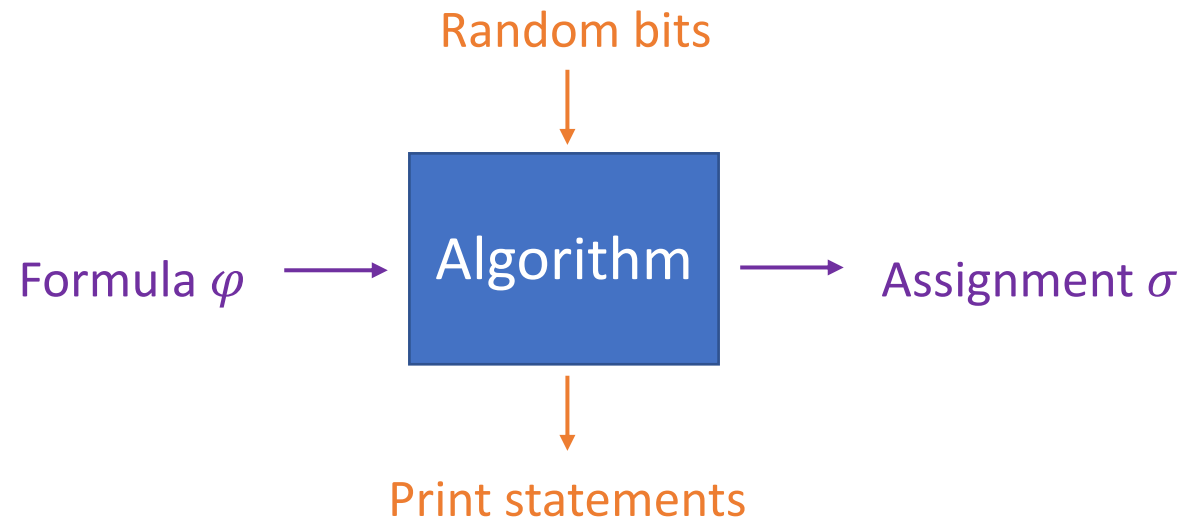 Random bits
Formula φ
Algorithm
Assignment σ
Print statements